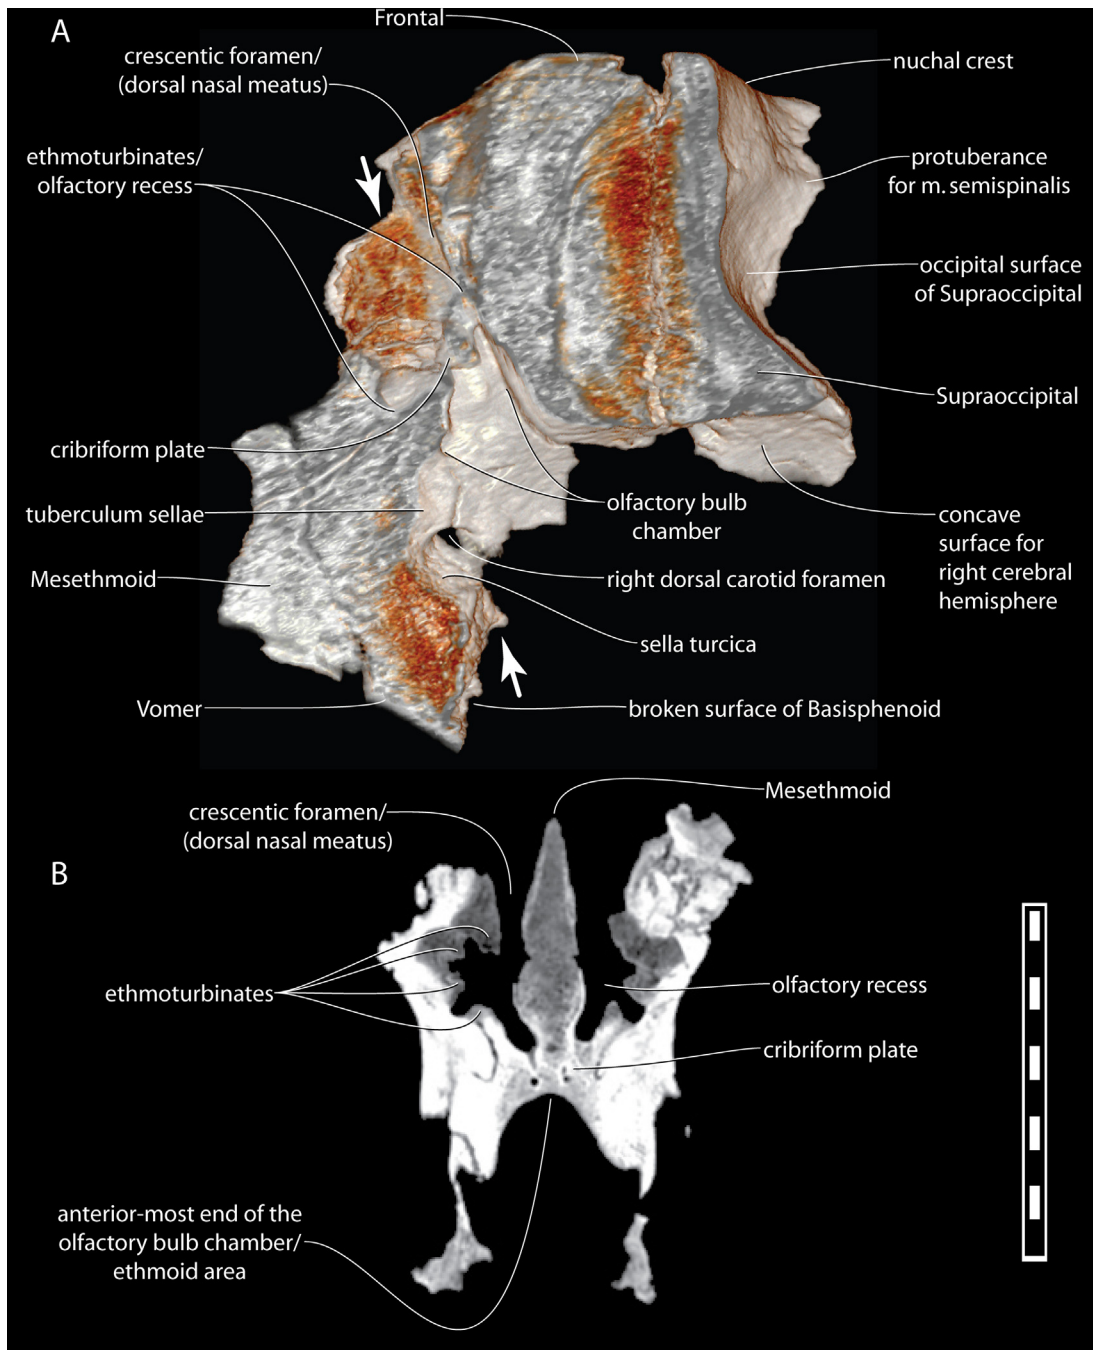 A
Frontal
crescentic foramen/
(dorsal nasal meatus)
nuchal crest
ethmoturbinates/
olfactory recess
protuberance
for m. semispinalis
occipital surface
of Supraoccipital
Supraoccipital
cribriform plate
olfactory bulb
chamber
tuberculum sellae
concave
surface for
right cerebral
hemisphere
Mesethmoid
right dorsal carotid foramen
sella turcica
Vomer
broken surface of Basisphenoid
B
Mesethmoid
crescentic foramen/
(dorsal nasal meatus)
ethmoturbinates
olfactory recess
cribriform plate
anterior-most end of the
olfactory bulb chamber/
ethmoid area